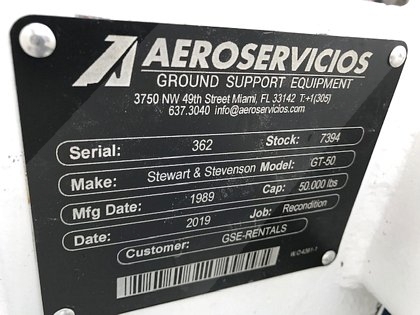 AEROSERVICIOS
GROUND SUPPORT EQUIPMENT
3750 NW 49th Street Miami, FL 33142 T:+1(305)
637.3040 info@aeroservicios.com
Serial: 362 Stock: 7394
Make: Stewart & Stevenson Model: GT-50
Mfg Date: 1989 Cap: 50.000 lbs
Date: 2019 Job: Recondition
Customer: GSE-RENTALS
W.O 4361-1